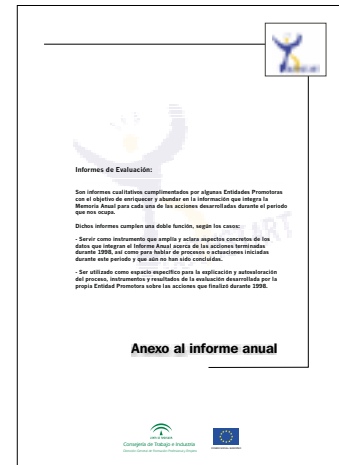 Informes de Evaluación:
Son informes cualitativos cumplimentados por algunas Entidades Promotoras
con el objetivo de enriquecer y abundar en la información que integra la
Memoria Anual para cada una de las acciones desarrolladas durante el periodo
que nos ocupa.
Dichos informes cumplen una doble función, según los casos:
- Servir como instrumento que amplía y aclara aspectos concretos de los
datos que integran el Informe Anual acerca de las acciones terminadas
durante 1998, así como para hablar de procesos o actuaciones iniciadas
durante este periodo y que aún no han sido concluidas.
- Ser utilizado como espacio específico para la explicación y autovaloración
del proceso, instrumentos y resultados de la evaluación desarrollada por la
propia Entidad Promotora sobre las acciones que finalizó durante 1998.
Anexo al informe anual
Consejería de Trabajo e Industria